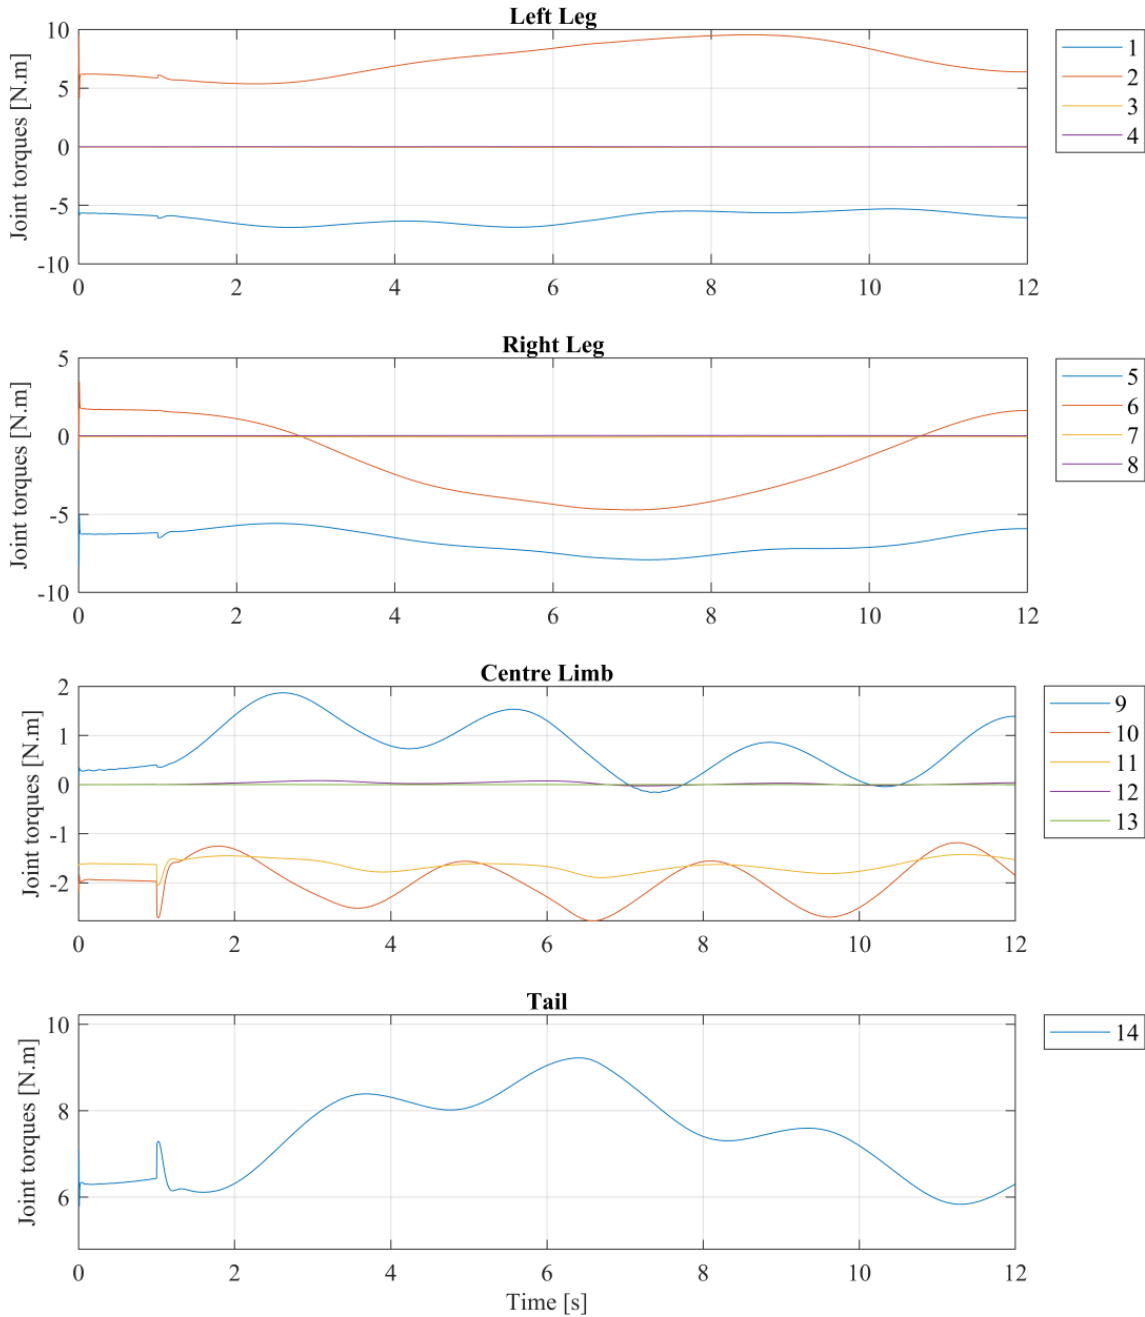 Left Leg
Joint torques [N.m]
10
5
0
-5
-10
0 2 4 6 8 10 12
1
2
3
4
Right Leg
Joint torques [N.m]
5
0
-5
-10
0 2 4 6 8 10 12
5
6
7
8
Centre Limb
Joint torques [N.m]
2
1
0
-1
-2
0 2 4 6 8 10 12
9
10
11
12
13
Tail
Joint torques [N.m]
10
8
6
0 2 4 6 8 10 12
Time [s]
14